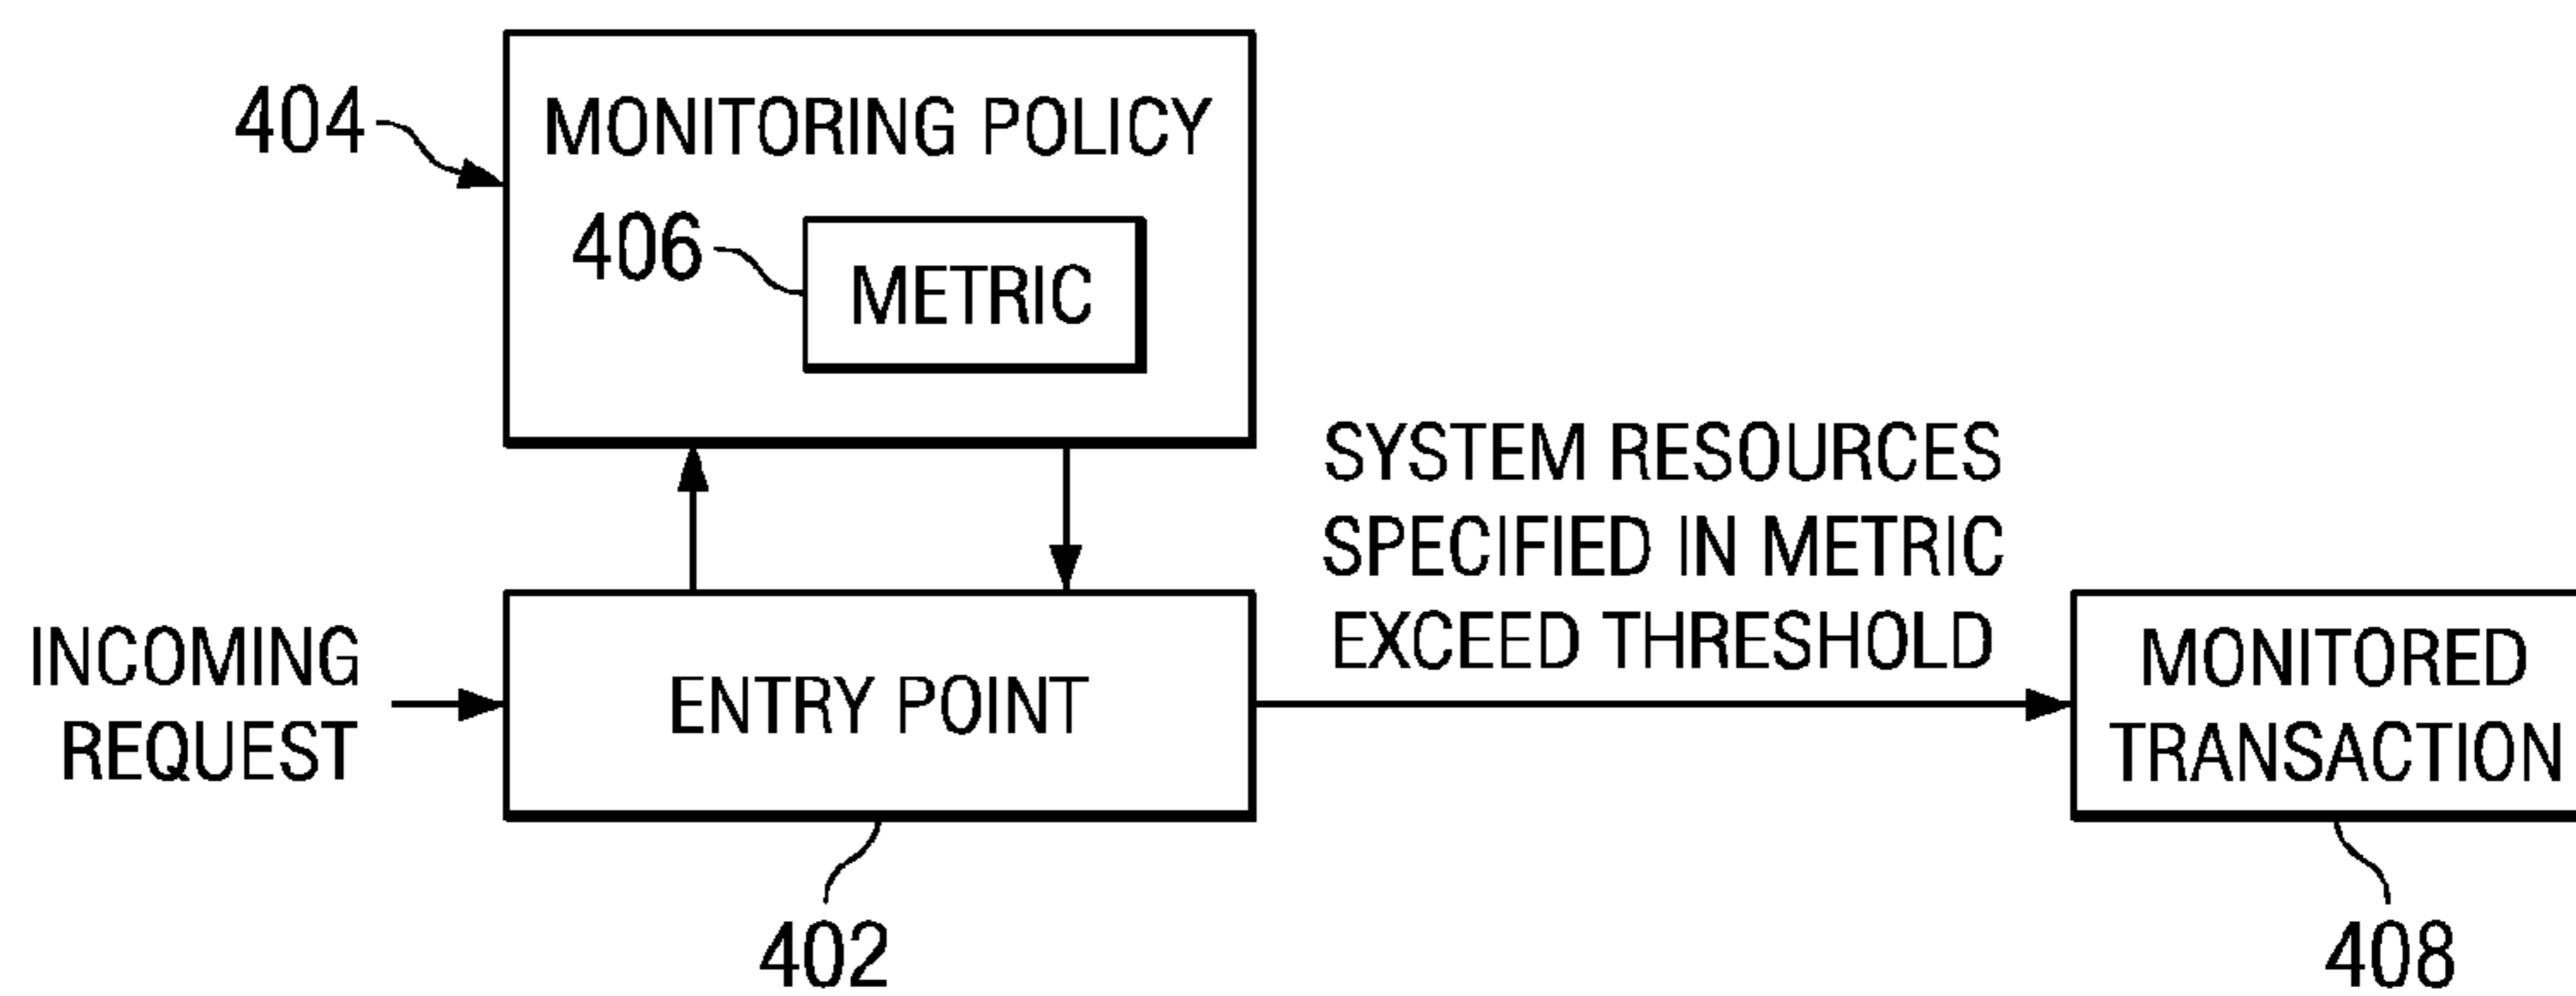 404
MONITORING POLICY
406
METRIC
SYSTEM RESOURCES
SPECIFIED IN METRIC
EXCEED THRESHOLD
INCOMING
REQUEST
ENTRY POINT
MONITORED
TRANSACTION
402
408